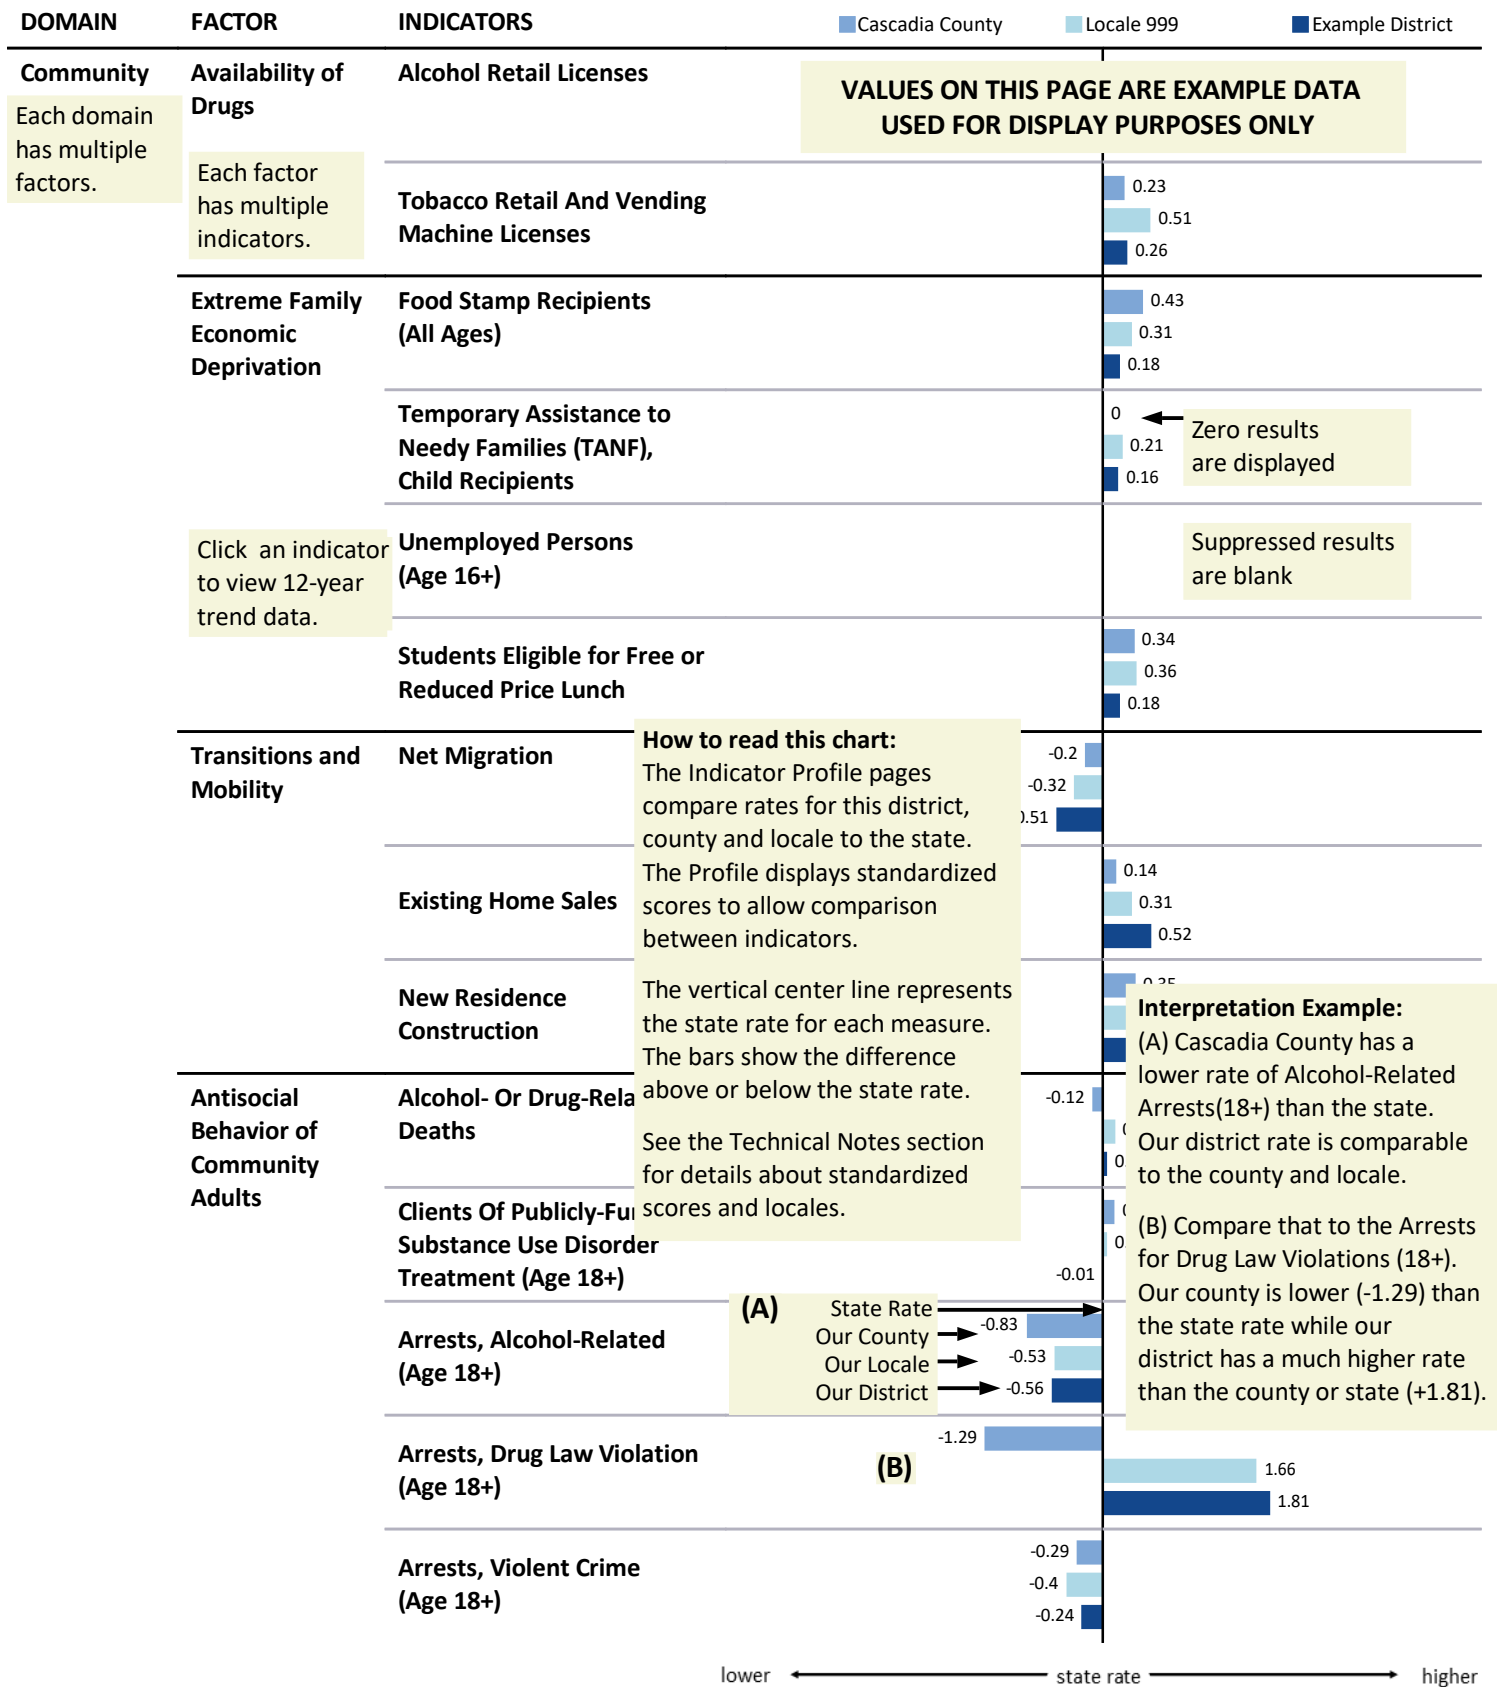 DOMAIN FACTOR INDICATORS Cascadia County Locale 999 Example District
Community
Each domain
has multiple
factors.
Availability of
Drugs
Each factor
has multiple
indicators.
Alcohol Retail Licenses
VALUES ON THIS PAGE ARE EXAMPLE DATA
USED FOR DISPLAY PURPOSES ONLY
Tobacco Retail And Vending
Machine Licenses
0.23
0.51
0.26
Extreme Family
Economic
Deprivation
Food Stamp Recipients
(All Ages)
0.43
0.31
0.18
Temporary Assistance to
Needy Families (TANF),
Child Recipients
0
0.21
0.16
Zero results
are displayed
Click an indicator
to view 12-year
trend data.
Unemployed Persons
(Age 16+)
Suppressed results
are blank
Students Eligible for Free or
Reduced Price Lunch
0.34
0.36
0.18
Transitions and
Mobility
Net Migration
-0.2
-0.32
.51
How to read this chart:
The Indicator Profile pages
compare rates for this district,
county and locale to the state.
The Profile displays standardized
scores to allow comparison
between indicators.
The vertical center line represents
the state rate for each measure.
The bars show the difference
above or below the state rate.
See the Technical Notes section
for details about standardized
scores and locales.
Existing Home Sales
0.14
0.31
0.52
New Residence
Construction
Interpretation Example:
(A) Cascadia County has a
lower rate of Alcohol-Related
Arrests(18+) than the state.
Our district rate is comparable
to the county and locale.
(B) Compare that to the Arrests
for Drug Law Violations (18+).
Our county is lower (-1.29) than
the state rate while our
district has a much higher rate
than the county or state (+1.81).
Antisocial
Behavior of
Community
Adults
Alcohol- Or Drug-Rela
Deaths
-0.12
0.
Clients Of Publicly-Fu
Substance Use Disorder
Treatment (Age 18+)
0.
-0.01
Arrests, Alcohol-Related
(Age 18+)
(A) State Rate
Our County -0.83
Our Locale -0.53
Our District -0.56
Arrests, Drug Law Violation
(Age 18+)
(B)
-1.29
1.66
1.81
Arrests, Violent Crime
(Age 18+)
-0.29
-0.4
-0.24
lower state rate higher